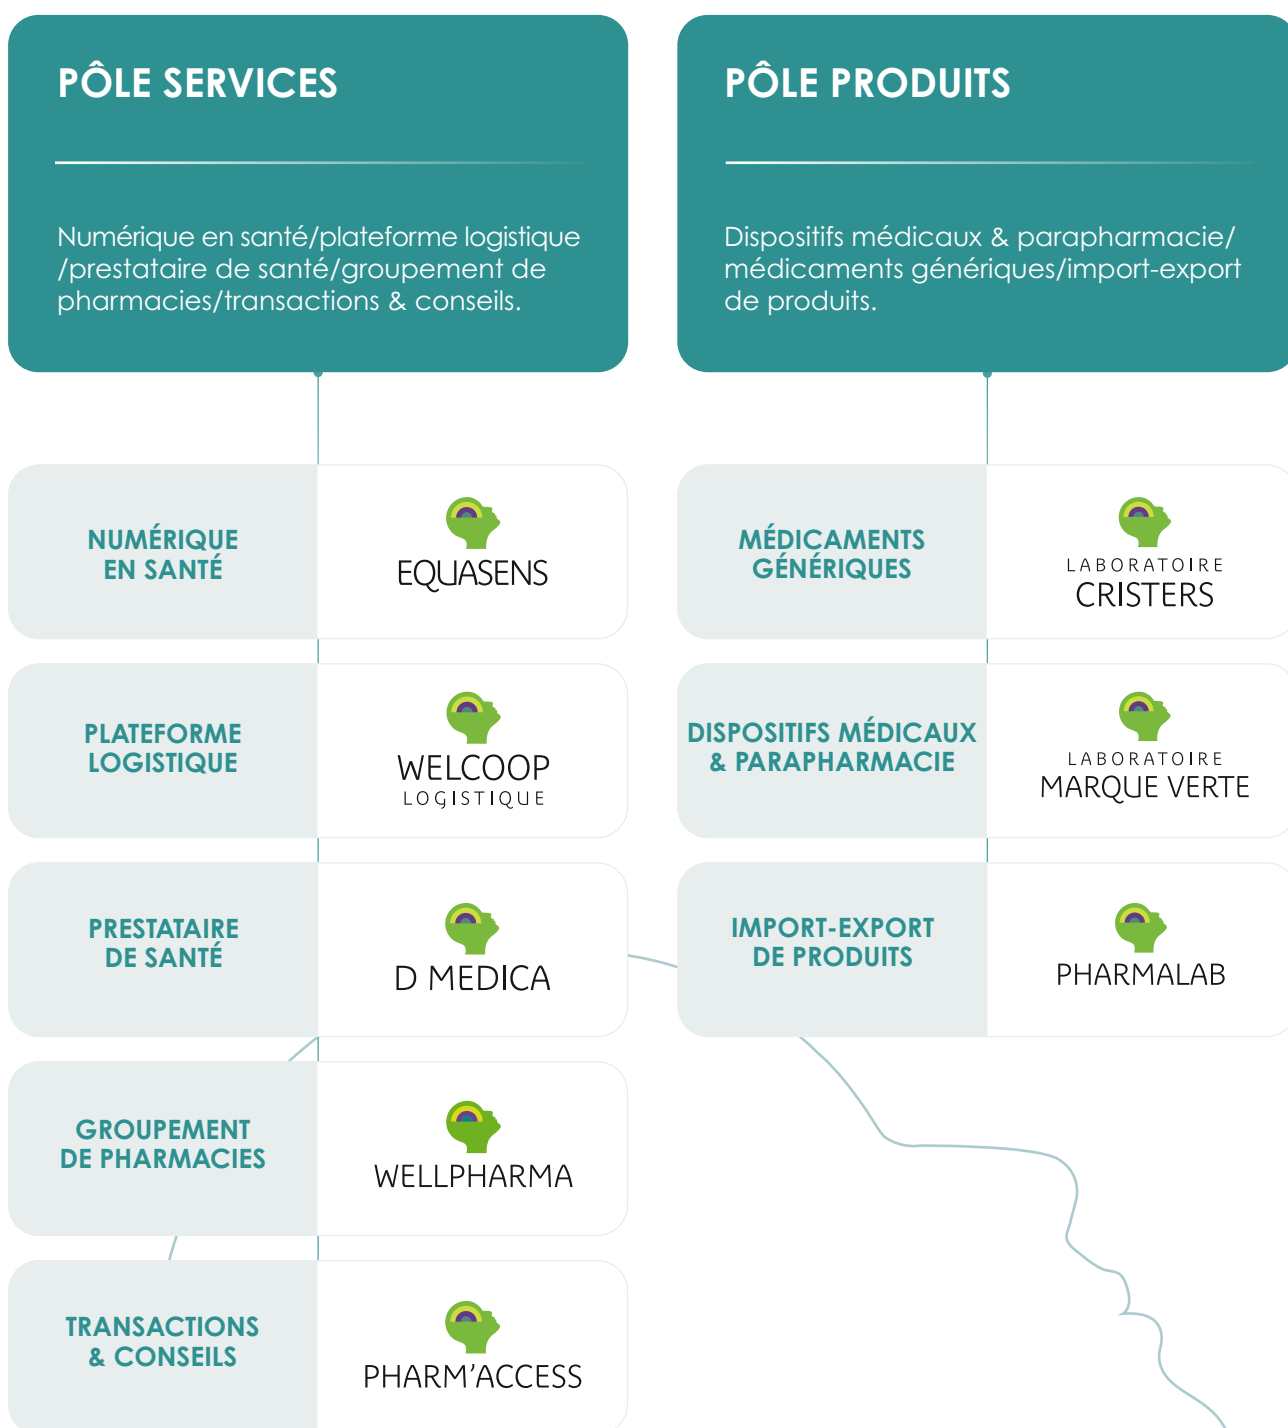 PÔLE SERVICES
Numérique en santé/plateforme logistique
/prestataire de santé/groupement de
pharmacies/transactions & conseils.
NUMÉRIQUE
EN SANTÉ
EQUASENS
PLATEFORME
LOGISTIQUE
WELCOOP
LOGISTIQUE
PRESTATAIRE
DE SANTÉ
D MEDICA
GROUPEMENT
DE PHARMACIES
WELLPHARMA
TRANSACTIONS
& CONSEILS
PHARM'ACCESS
PÔLE PRODUITS
Dispositifs médicaux & parapharmacie/
médicaments génériques/import-export
de produits.
MÉDICAMENTS
GÉNÉRIQUES
LABORATOIRE
CRISTERS
DISPOSITIFS MÉDICAUX
& PARAPHARMACIE
LABORATOIRE
MARQUE VERTE
IMPORT-EXPORT
DE PRODUITS
PHARMALAB